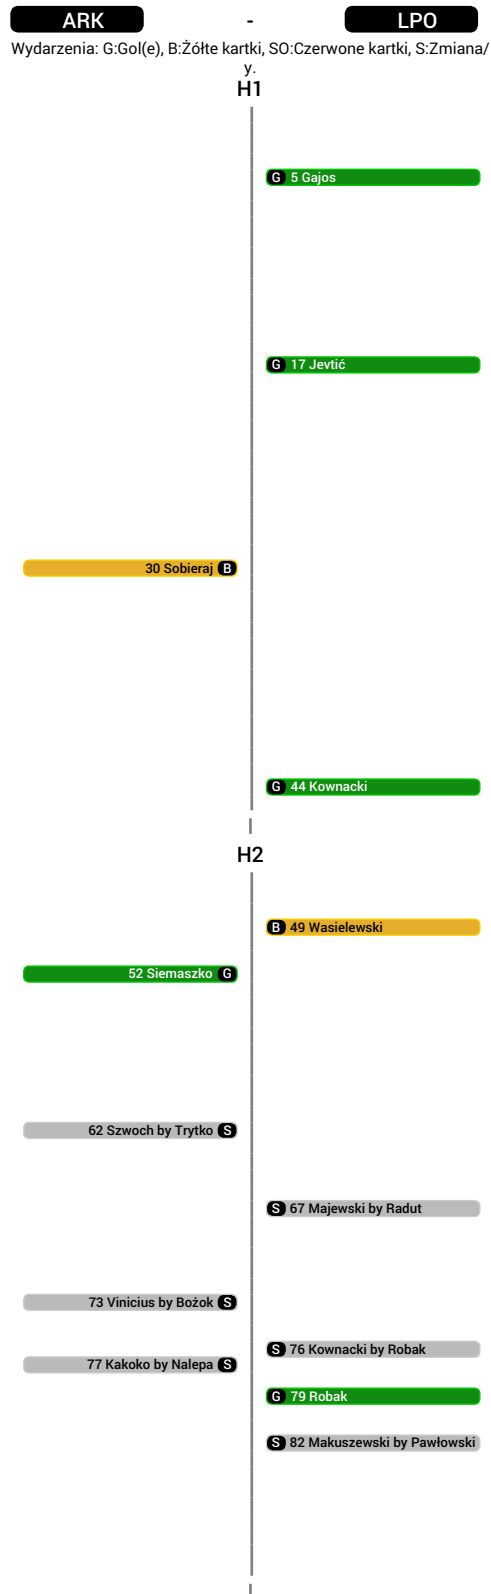 ARK - LPO
Wydarzenia: G:Gol(e), B:Żółte kartki, SO:Czerwone kartki, S:Zmiana/
y.
H1
G 5 Gajos
G 17 Jevtić
30 Sobieraj B
G 44 Kownacki
H2
B 49 Wasielewski
52 Siemaszko G
62 Szwoch by Trytko S
S 67 Majewski by Radut
73 Vinicius by Bożok S
S 76 Kownacki by Robak
77 Kakoko by Nalepa S
G 79 Robak
S 82 Makuszewski by Pawłowski